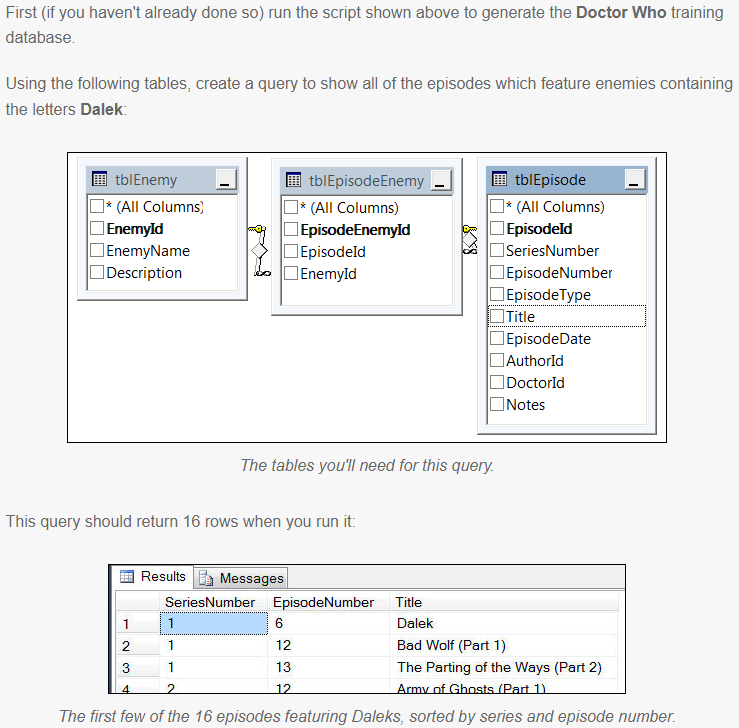 First (if you haven't already done so) run the script shown above to generate the Doctor Who training
database.
Using the following tables, create a query to show all of the episodes which feature enemies containing
the letters Dalek:
tblEnemy
* (All Columns)
EnemyId
EnemyName
Description
tblEpisodeEnemy
* (All Columns)
EpisodeEnemyId
EpisodeId
EnemyId
tblEpisode
* (All Columns)
EpisodeId
SeriesNumber
EpisodeNumber
EpisodeType
Title
EpisodeDate
AuthorId
DoctorId
Notes
The tables you'll need for this query.
This query should return 16 rows when you run it:
Results Messages
SeriesNumber EpisodeNumber Title
1 1 6 Dalek
2 1 12 Bad Wolf (Part 1)
3 1 13 The Parting of the Ways (Part 2)
4 2 12 Army of Ghosts (Part 1)
The first few of the 16 episodes featuring Daleks, sorted by series and episode number.